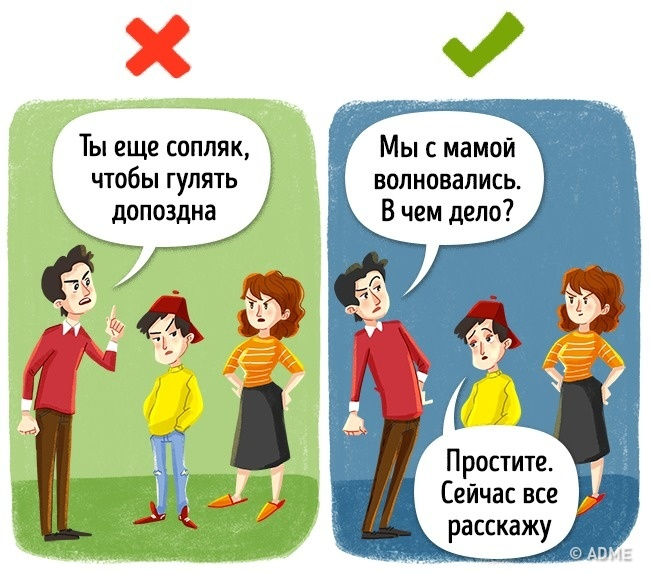 Ты еще сопляк,
чтобы гулять
допоздна
Мы с мамой
волновались.
В чем дело?
Простите.
Сейчас все
расскажу
© ADME